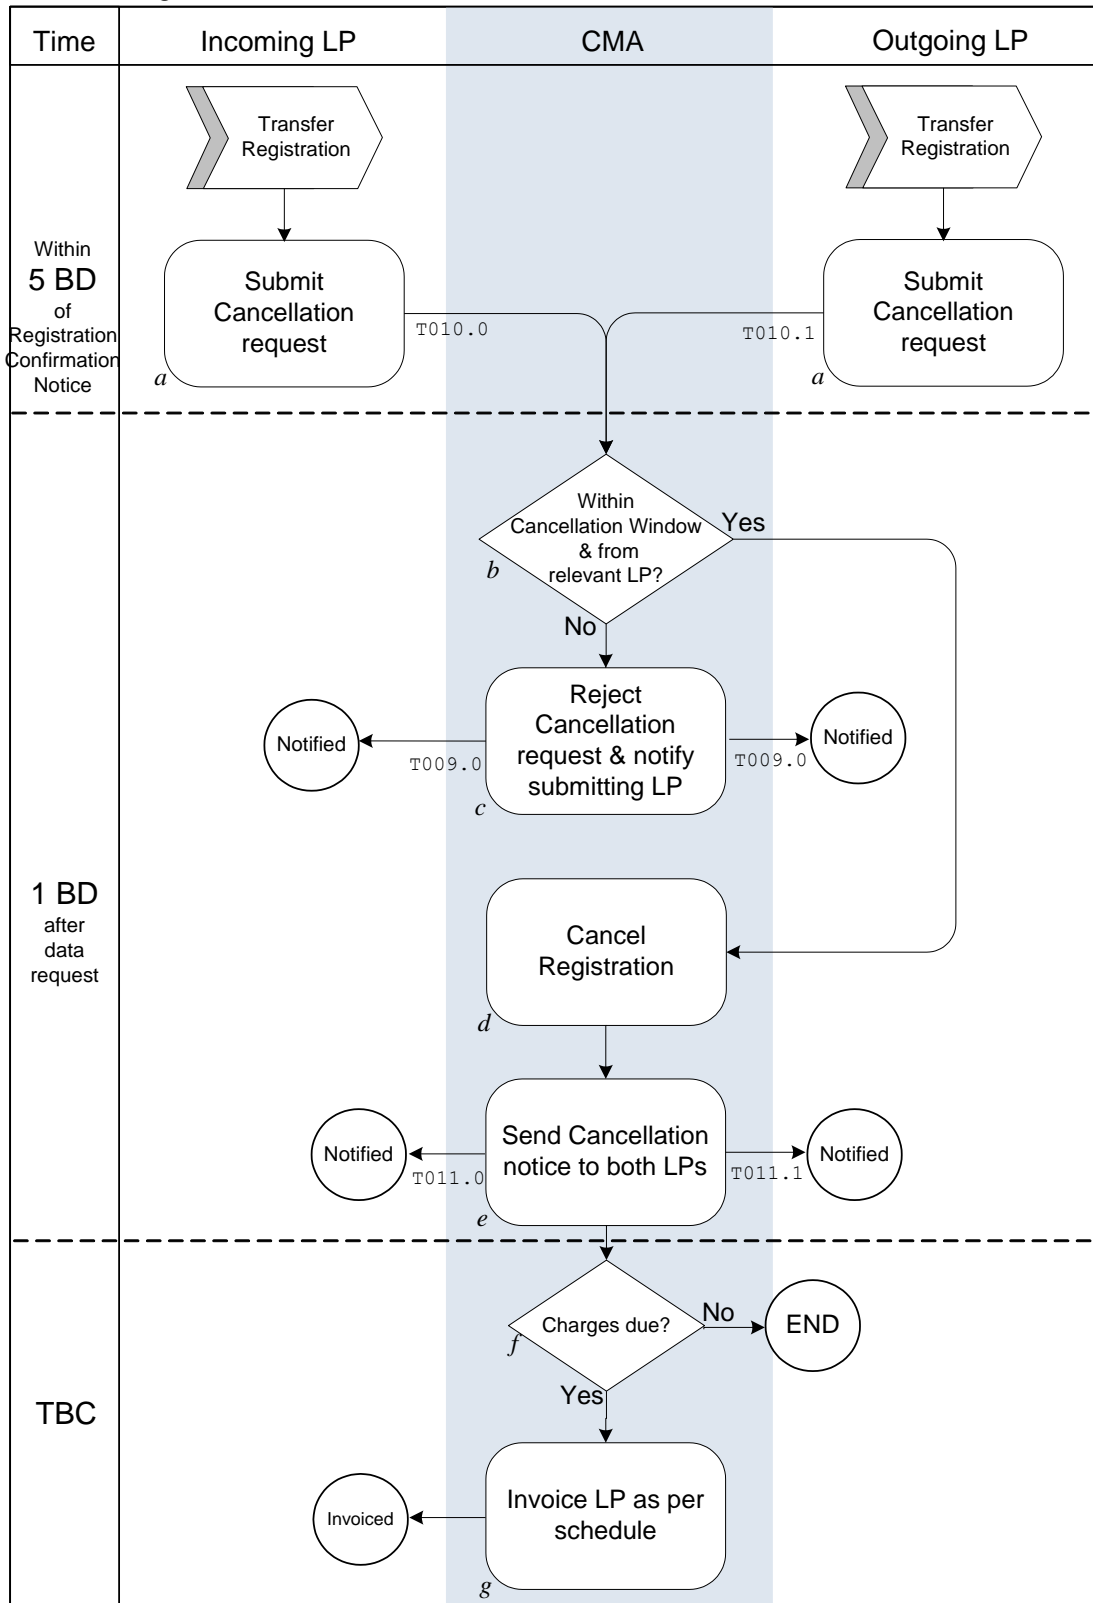 Time
Incoming LP
CMA
Outgoing LP
Transfer
Registration
Transfer
Registration
Within
5 BD
of
Registration
Confirmation
Notice
Submit
Cancellation
request
a
T010.0
T010.1
Submit
Cancellation
request
a
Within
Cancellation Window
& from
relevant LP?
b
Yes
No
Reject
Cancellation
request & notify
submitting LP
c
Notified
T009.0
T009.0
Notified
1 BD
after
data
request
Cancel
Registration
d
Send Cancellation
notice to both LPs
e
Notified
T011.0
T011.1
Notified
TBC
Charges due?
f
No
END
Yes
Invoice LP as per
schedule
g
Invoiced